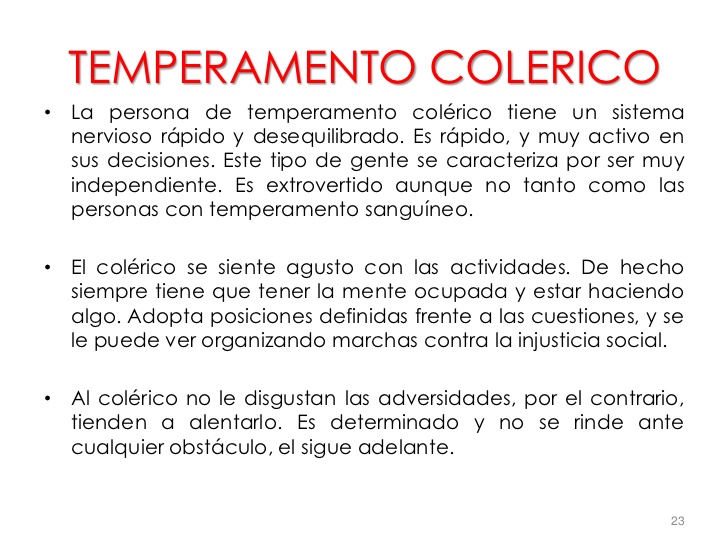 TEMPERAMENTO COLERICO
• La persona de temperamento colérico tiene un sistema
nervioso rápido y desequilibrado. Es rápido, y muy activo en
sus decisiones. Este tipo de gente se caracteriza por ser muy
independiente. Es extrovertido aunque no tanto como las
personas con temperamento sanguíneo.
• El colérico se siente agusto con las actividades. De hecho
siempre tiene que tener la mente ocupada y estar haciendo
algo. Adopta posiciones definidas frente a las cuestiones, y se
le puede ver organizando marchas contra la injusticia social.
• Al colérico no le disgustan las adversidades, por el contrario,
tienden a alentarlo. Es determinado y no se rinde ante
cualquier obstáculo, el sigue adelante.
23